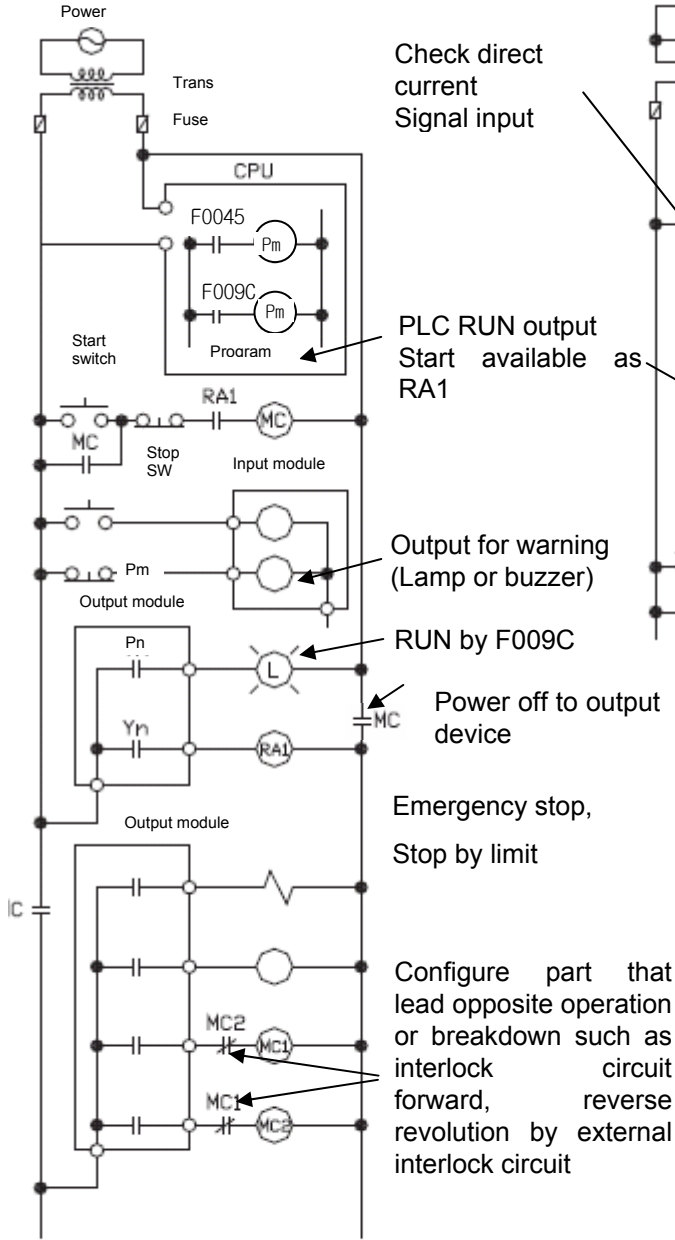 Power
Trans
Fuse
Check direct
current
Signal input
CPU
F0045
Pm
F009C
Pm
Program
PLC RUN output
Start available as
RA1
Start
switch
RA1
MC
MC
Stop
SW
Input module
Pm
Output for warning
(Lamp or buzzer)
Output module
Pn
L
RUN by F009C
Yn
RA1
MC
Power off to output
device
Output module
Emergency stop,
Stop by limit
C
MC2
MC1
MC1
MC2
Configure part that
lead opposite operation
or breakdown such as
interlock circuit
forward, reverse
revolution by external
interlock circuit